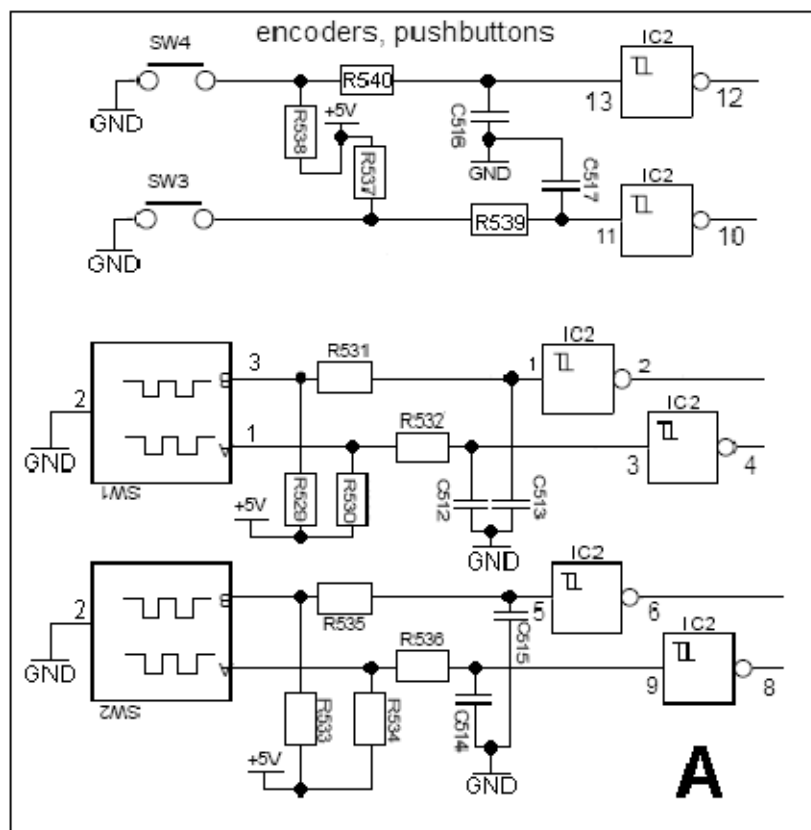 encoders, pushbuttons
SW4
IC2
R540
GND
+5V
R538
C516
13
12
R537
GND
C517
SW3
IC2
R539
GND
11
10
IC2
R531
3
1
2
2
R532
IC2
1
3
4
GND
B
A
SW1
+5V
R529
R530
C512
C513
GND
IC2
2
B
R535
5
6
C515
R536
IC2
GND
A
9
8
SW2
R533
R534
C514
+5V
GND
A